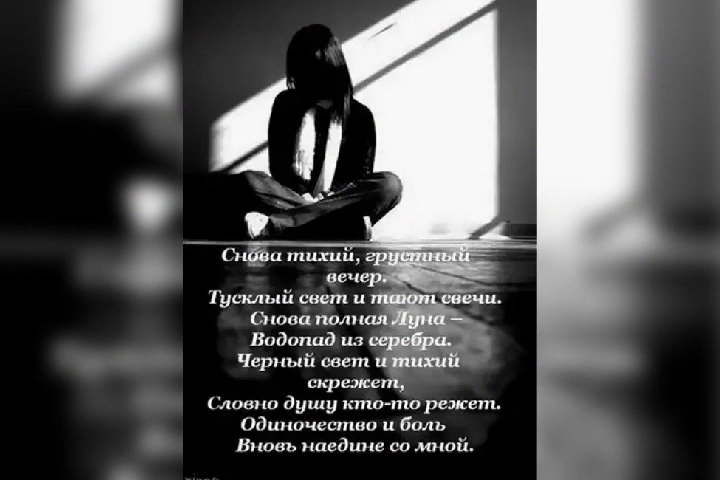 Снова тихий, грустный
вечер.
Тусклый свет и тают свечи.
Снова полная Луна –
Водопад из серебра.
Черный свет и тихий
скрежет,
Словно душу кто-то режет.
Одиночество и боль
Вновь наедине со мной.